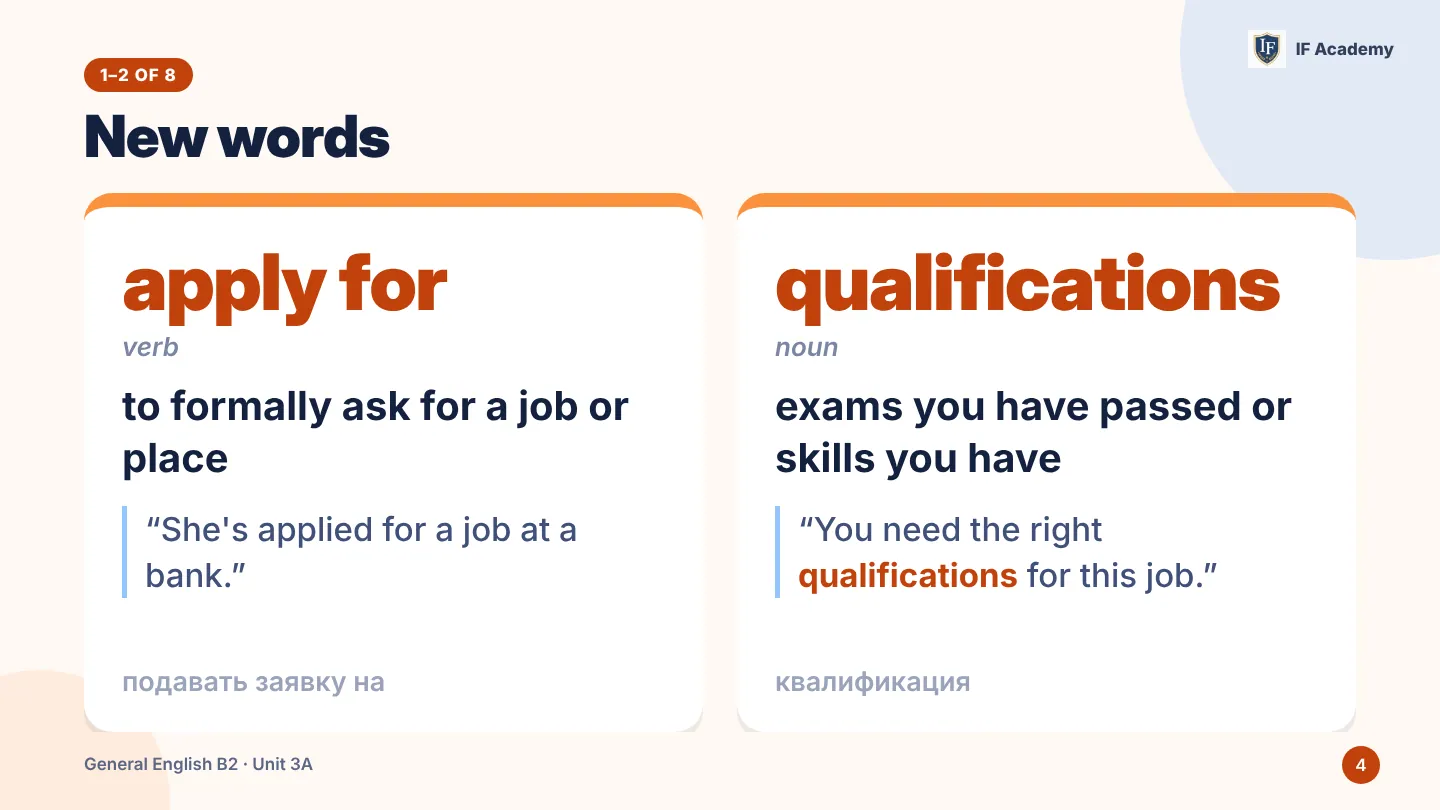 IF
IF Academy
1–2 OF 8
New words
apply for
verb
to formally ask for a job or
place
“She's applied for a job at a
bank.”
подавать заявку на
qualifications
noun
exams you have passed or
skills you have
“You need the right
qualifications for this job.”
квалификация
General English B2 · Unit 3A
4